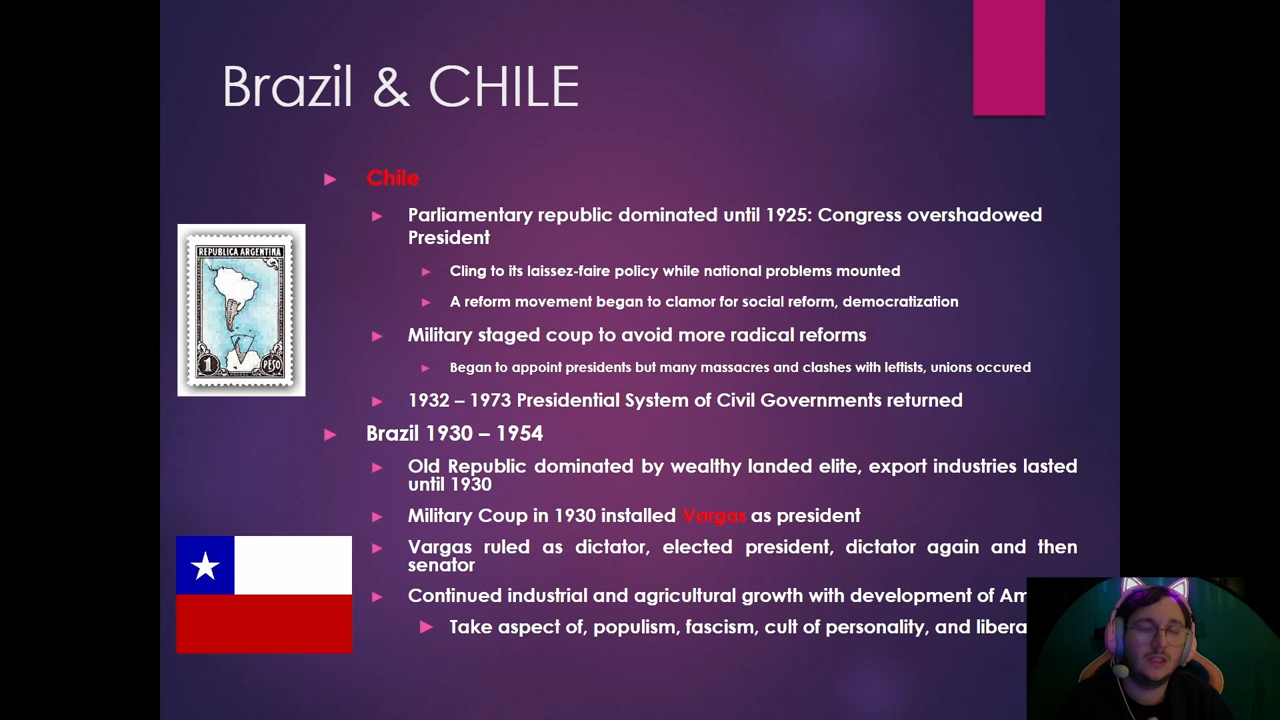 Brazil & CHILE
Chile
Parliamentary republic dominated until 1925: Congress overshadowed
President
Cling to its laissez-faire policy while national problems mounted
A reform movement began to clamor for social reform, democratization
Military staged coup to avoid more radical reforms
Began to appoint presidents but many massacres and clashes with leftists, unions occured
1932 – 1973 Presidential System of Civil Governments returned
Brazil 1930 – 1954
Old Republic dominated by wealthy landed elite, export industries lasted
until 1930
Military Coup in 1930 installed Vargas as president
Vargas ruled as dictator, elected president, dictator again and then
senator
Continued industrial and agricultural growth with development of Am
Take aspect of, populism, fascism, cult of personality, and libera
REPUBLICA ARGENTINA
1 PESO